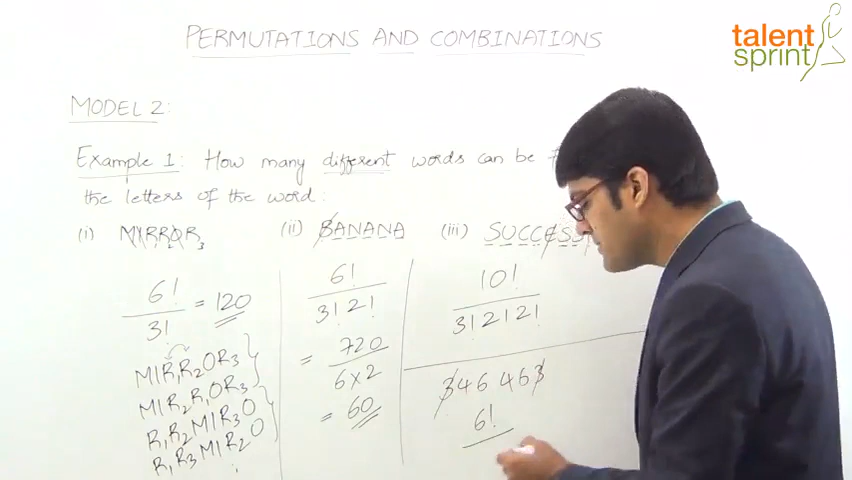 PERMUTATIONS AND COMBINATIONS
talent
sprint
MODEL 2:
Example 1: How many different words can be
the letters of the word:
(i) MIRROR₃
(ii) BANANA
(iii) SUCCESSU
6!
3!
= 120
MIR₁R₂OR₃
MIR₂R₁OR₃
R₁R₂MIR₃O
R₁R₃MIR₂O
6!
3! 2!
= 720
6×2
= 60
10!
3! 2! 2!
346 463
6!